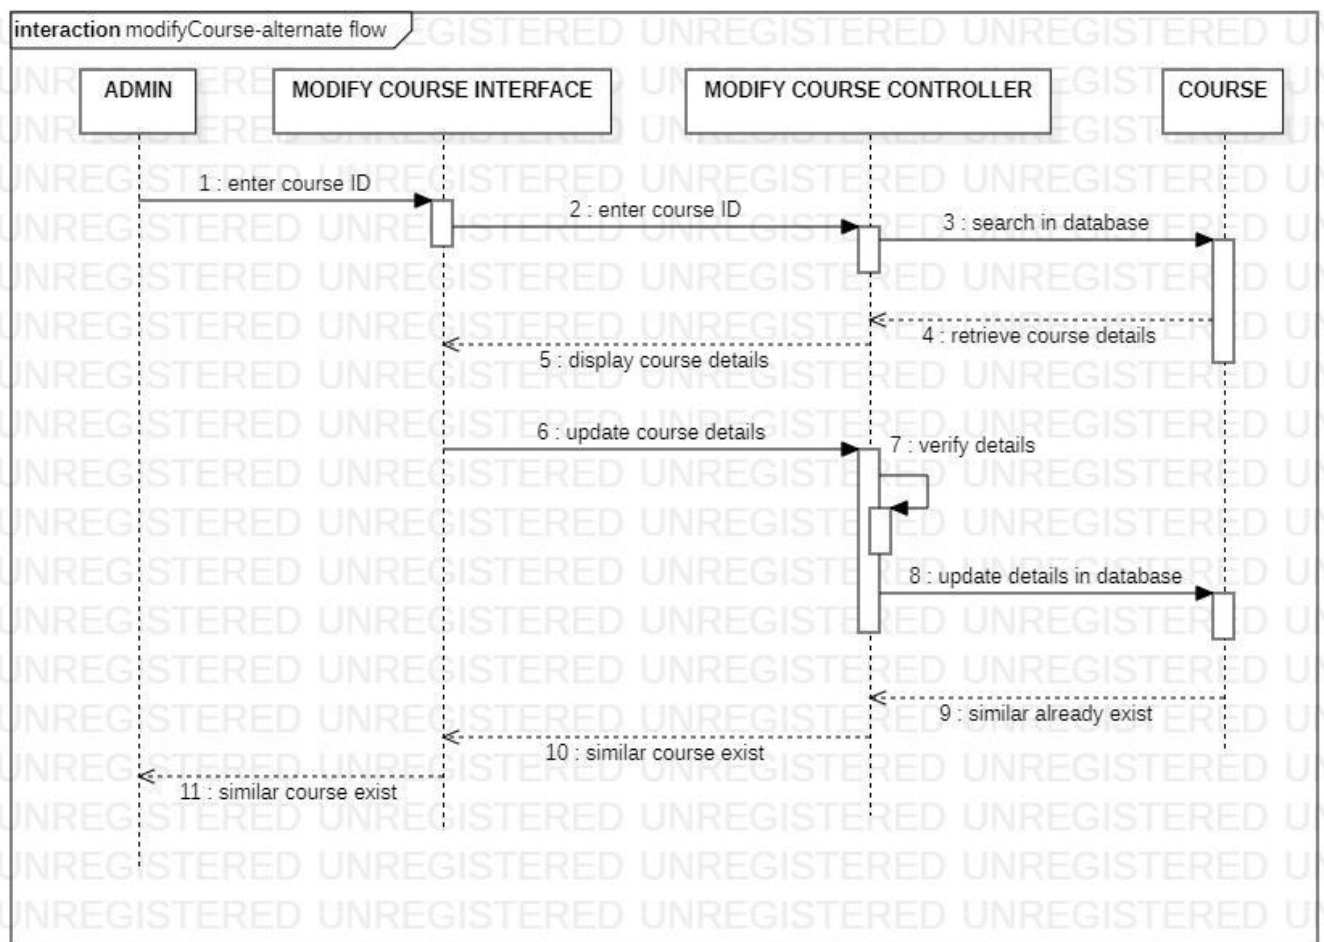 interaction modifyCourse-alternate flow
ADMIN
MODIFY COURSE INTERFACE
MODIFY COURSE CONTROLLER
COURSE
1 : enter course ID
2 : enter course ID
3 : search in database
4 : retrieve course details
5 : display course details
6 : update course details
7 : verify details
8 : update details in database
9 : similar already exist
10 : similar course exist
11 : similar course exist
UNREGISTERED